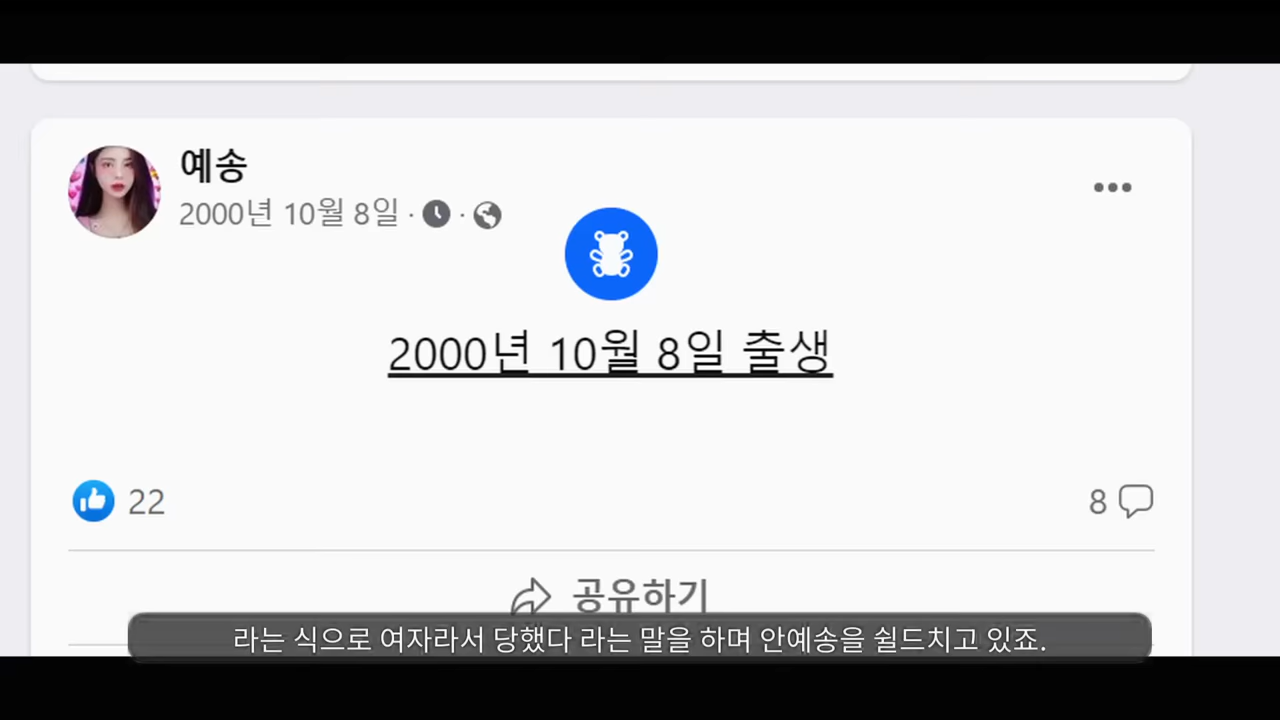 예송
2000년 10월 8일 · ·
2000년 10월 8일 출생
22
8
공유하기
라는 식으로 여자라서 당했다 라는 말을 하며 안예송을 쉴드치고 있죠.